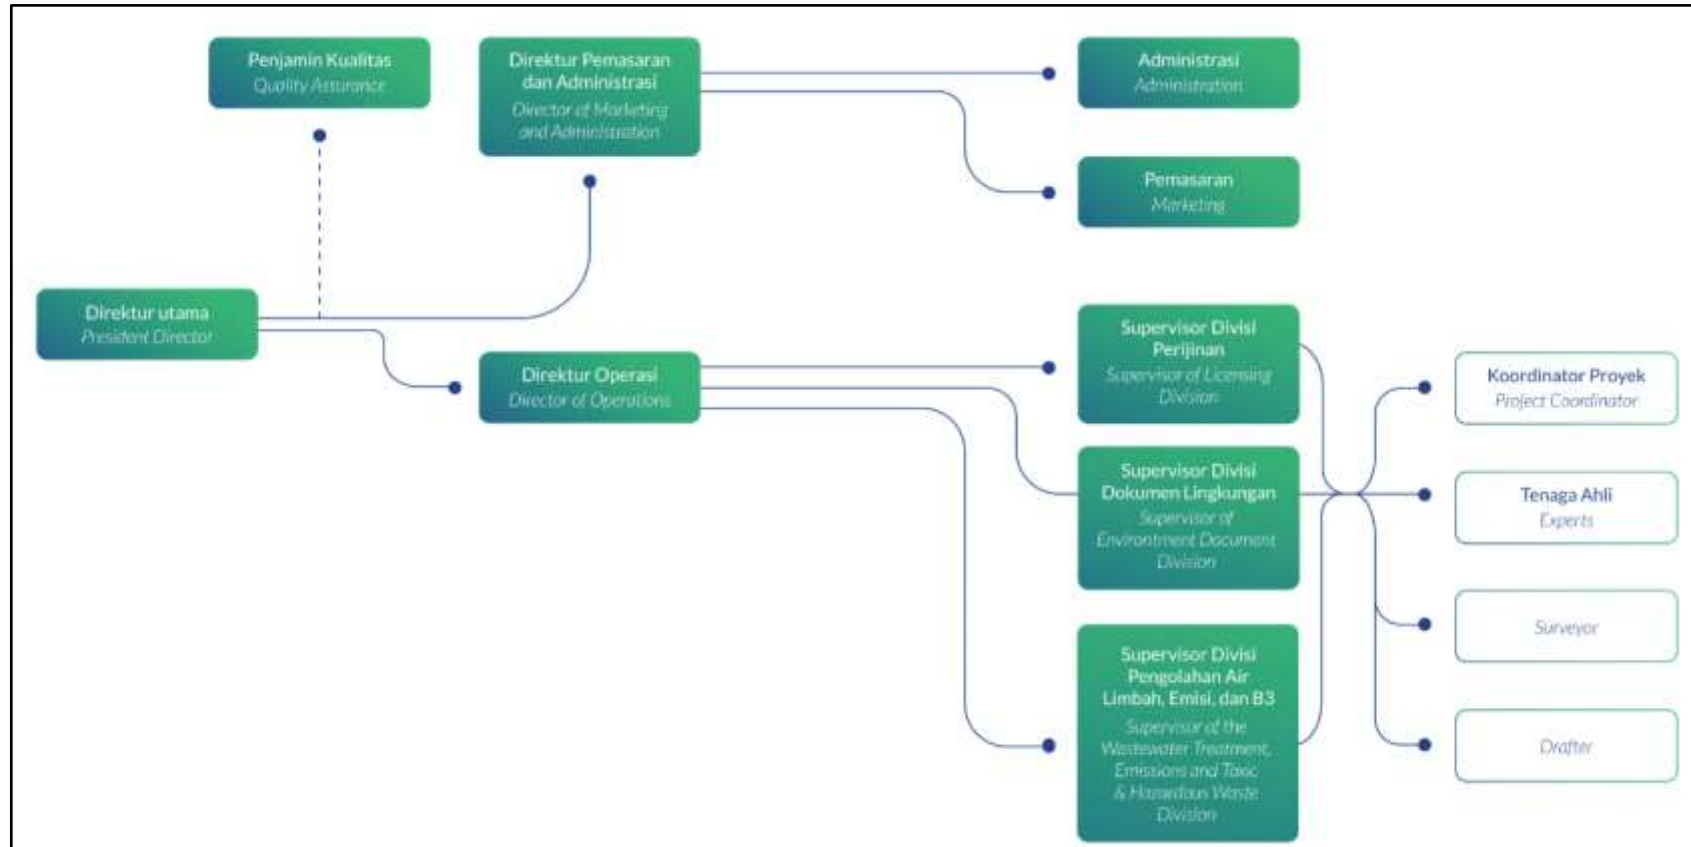 Penjamin Kualitas
Quality Assurance
Direktur Pemasaran
dan Administrasi
Director of Marketing
and Administration
Administrasi
Administration
Pemasaran
Marketing
Direktur utama
President Director
Direktur Operasi
Director of Operations
Supervisor Divisi
Perijinan
Supervisor of Licensing
Division
Supervisor Divisi
Dokumen Lingkungan
Supervisor of
Environtment Document
Division
Supervisor Divisi
Pengolahan Air
Limbah, Emisi, dan B3
Supervisor of the
Wastewater Treatment,
Emissions and Toxic
& Hazardous Waste
Division
Koordinator Proyek
Project Coordinator
Tenaga Ahli
Experts
Surveyor
Drafter